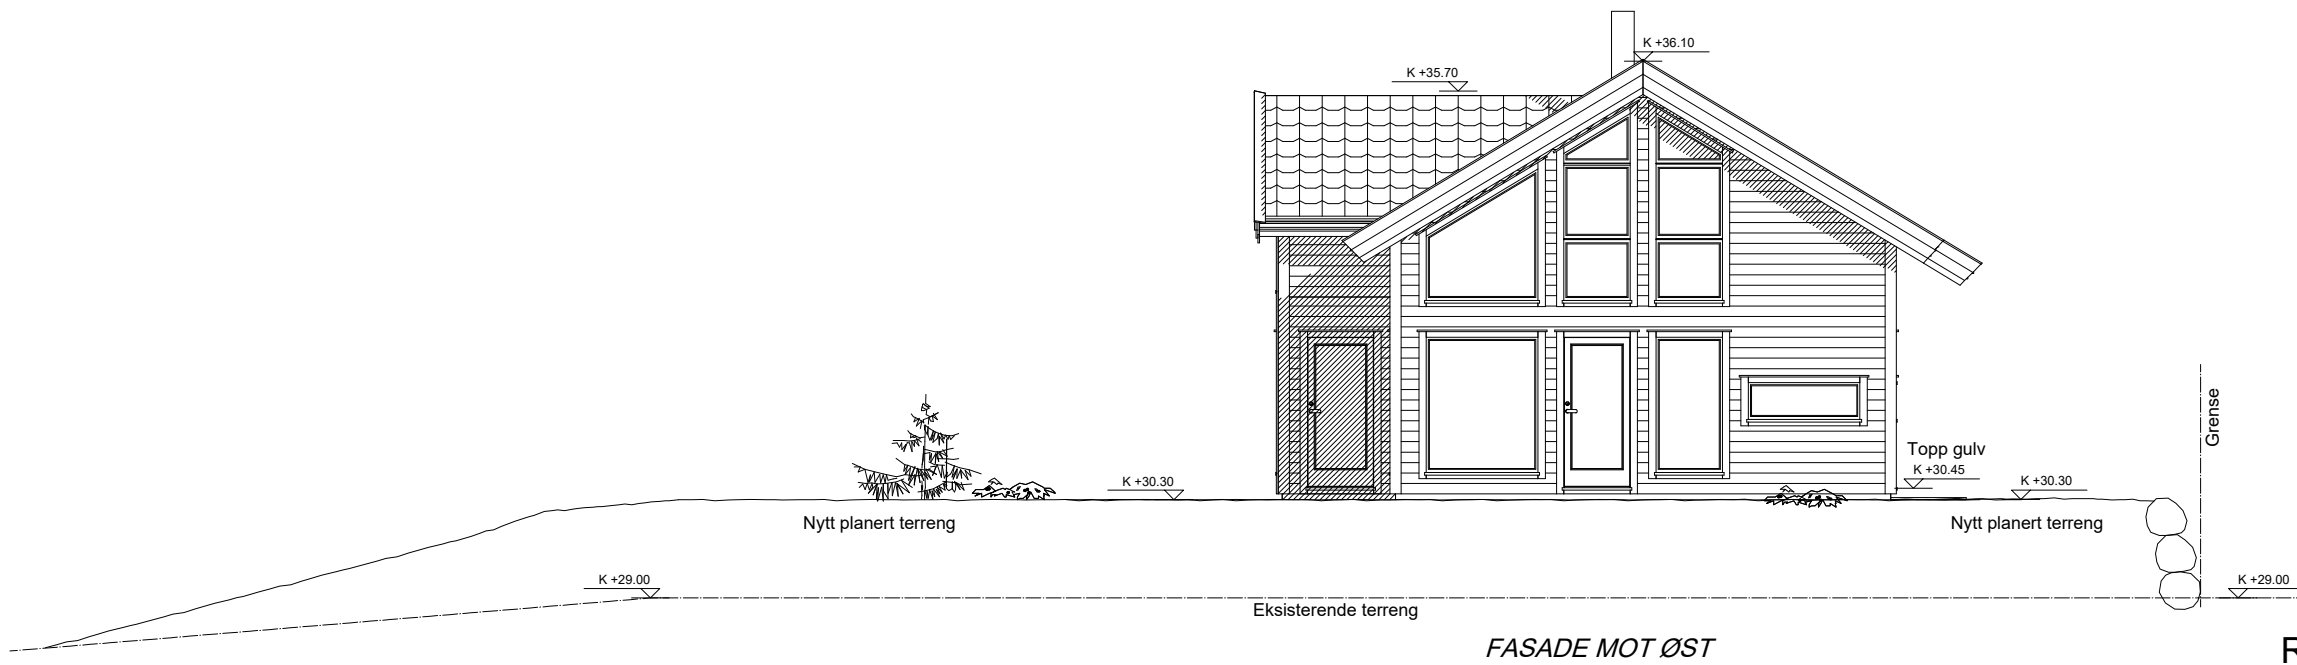 K +36.10
K +35.70
Grense
Topp gulv
K +30.45
K +30.30
K +30.30
Nytt planert terreng
Nytt planert terreng
K +29.00
K +29.00
Eksisterende terreng
FASADE MOT ØST